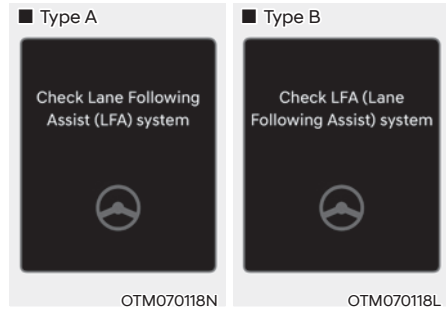 ■ Type A
Check Lane Following
Assist (LFA) system
OTM070118N
■ Type B
Check LFA (Lane
Following Assist) system
OTM070118L